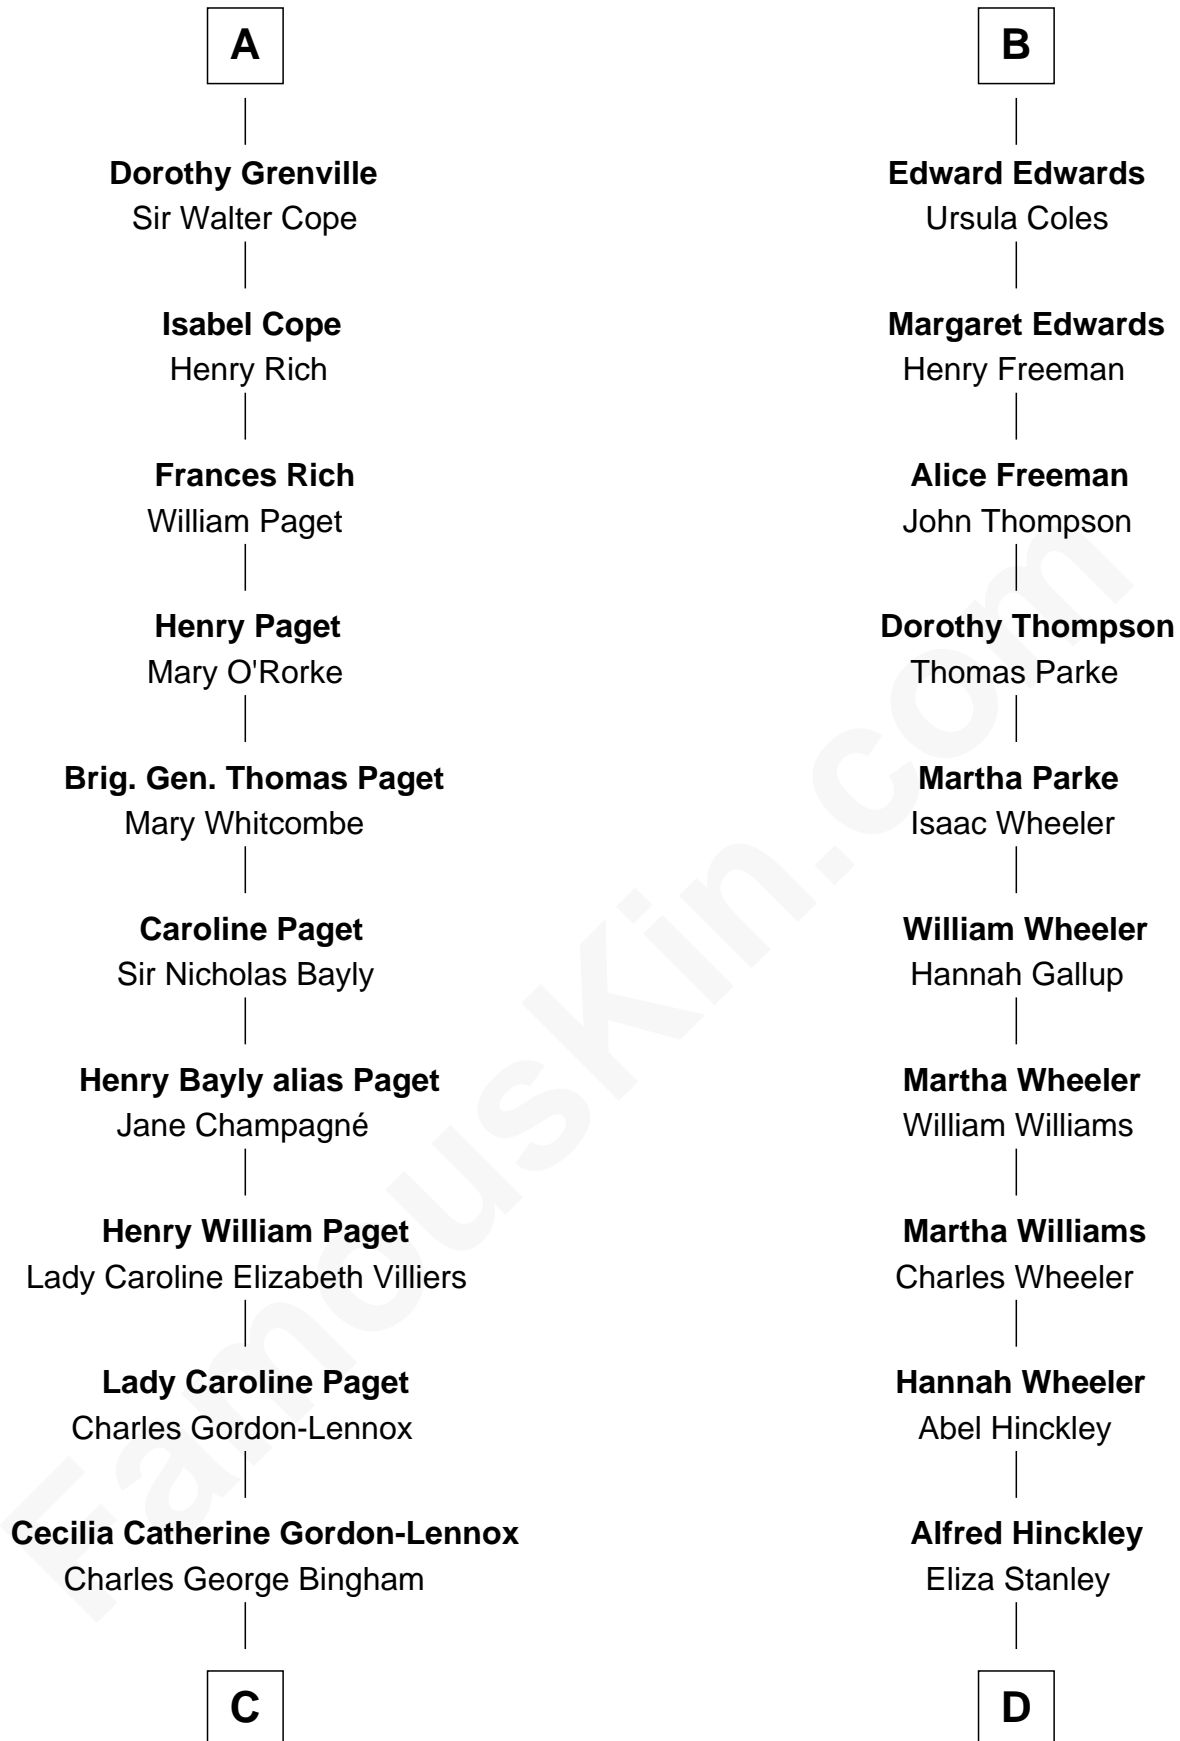 A
Dorothy Grenville
Sir Walter Cope
Isabel Cope
Henry Rich
Frances Rich
William Paget
Henry Paget
Mary O'Rorke
Brig. Gen. Thomas Paget
Mary Whitcombe
Caroline Paget
Sir Nicholas Bayly
Henry Bayly alias Paget
Jane Champagné
Henry William Paget
Lady Caroline Elizabeth Villiers
Lady Caroline Paget
Charles Gordon-Lennox
Cecilia Catherine Gordon-Lennox
Charles George Bingham
C
B
Edward Edwards
Ursula Coles
Margaret Edwards
Henry Freeman
Alice Freeman
John Thompson
Dorothy Thompson
Thomas Parke
Martha Parke
Isaac Wheeler
William Wheeler
Hannah Gallup
Martha Wheeler
William Williams
Martha Williams
Charles Wheeler
Hannah Wheeler
Abel Hinckley
Alfred Hinckley
Eliza Stanley
D
FamousKin.com